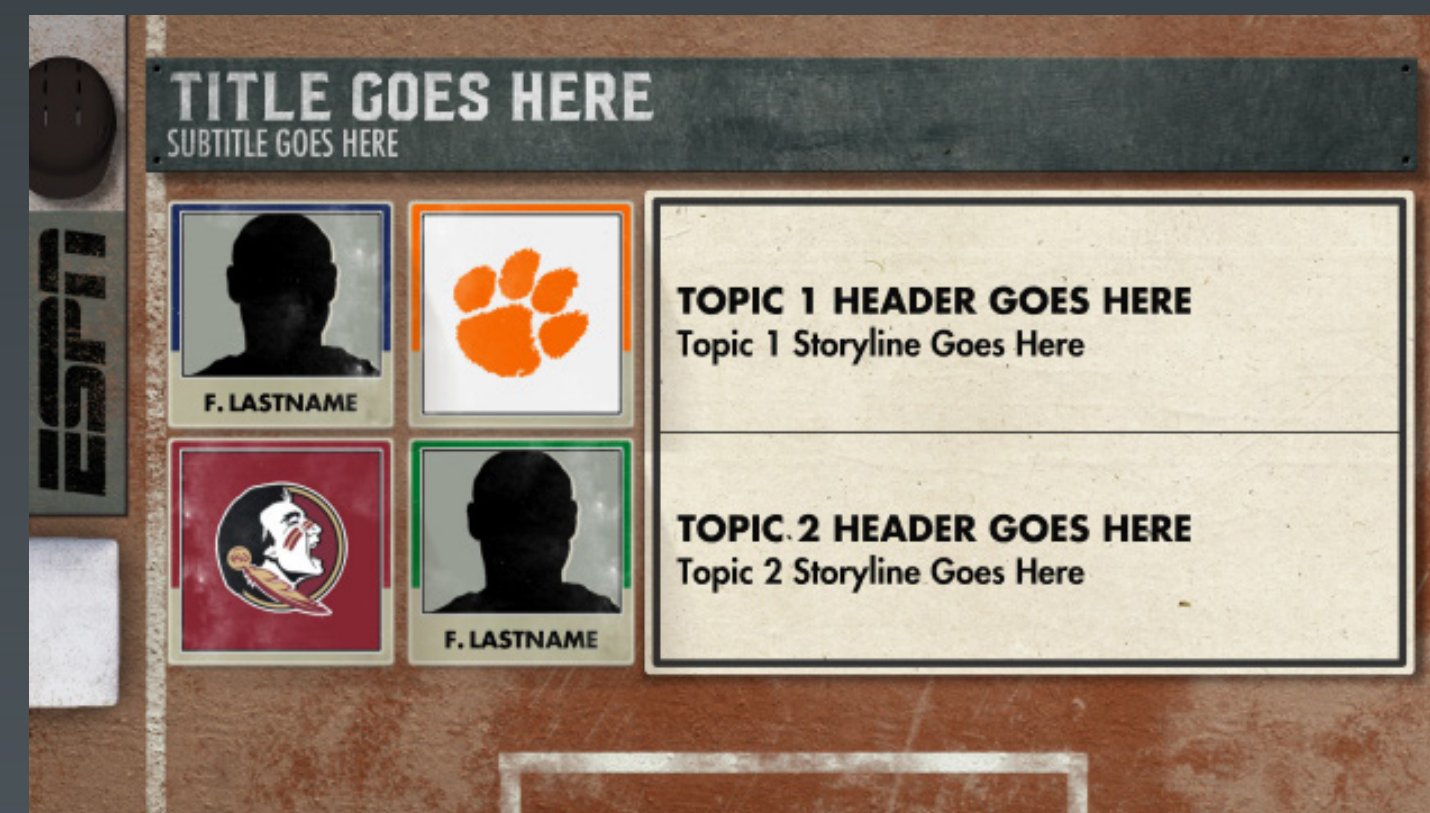 TITLE GOES HERE
SUBTITLE GOES HERE
ESPN
F. LASTNAME
TOPIC 1 HEADER GOES HERE
Topic 1 Storyline Goes Here
F. LASTNAME
TOPIC 2 HEADER GOES HERE
Topic 2 Storyline Goes Here